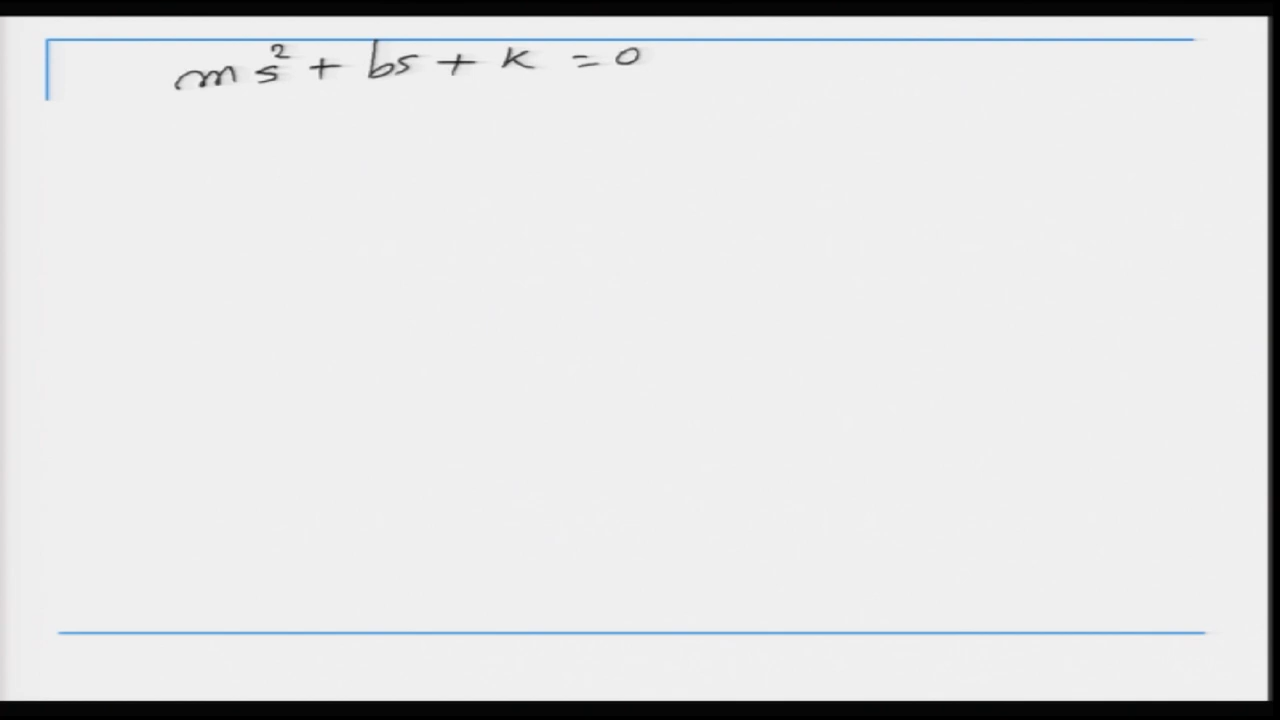 ms² + bs + k = 0